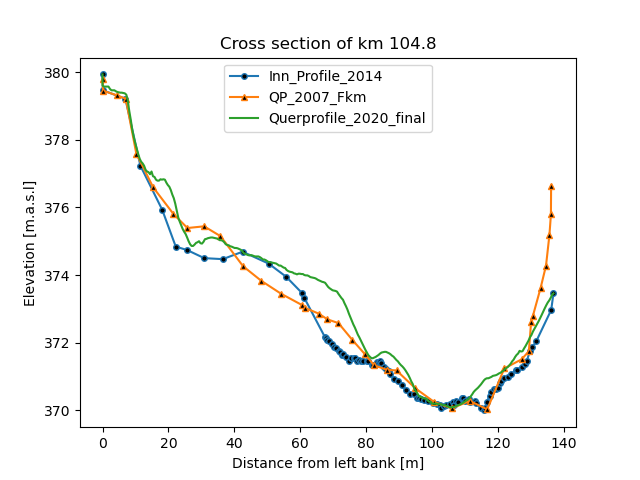 Cross section of km 104.8
Inn_Profile_2014
QP_2007_Fkm
Querprofile_2020_final
380
378
376
374
372
370
Elevation [m.a.s.l]
0 20 40 60 80 100 120 140
Distance from left bank [m]